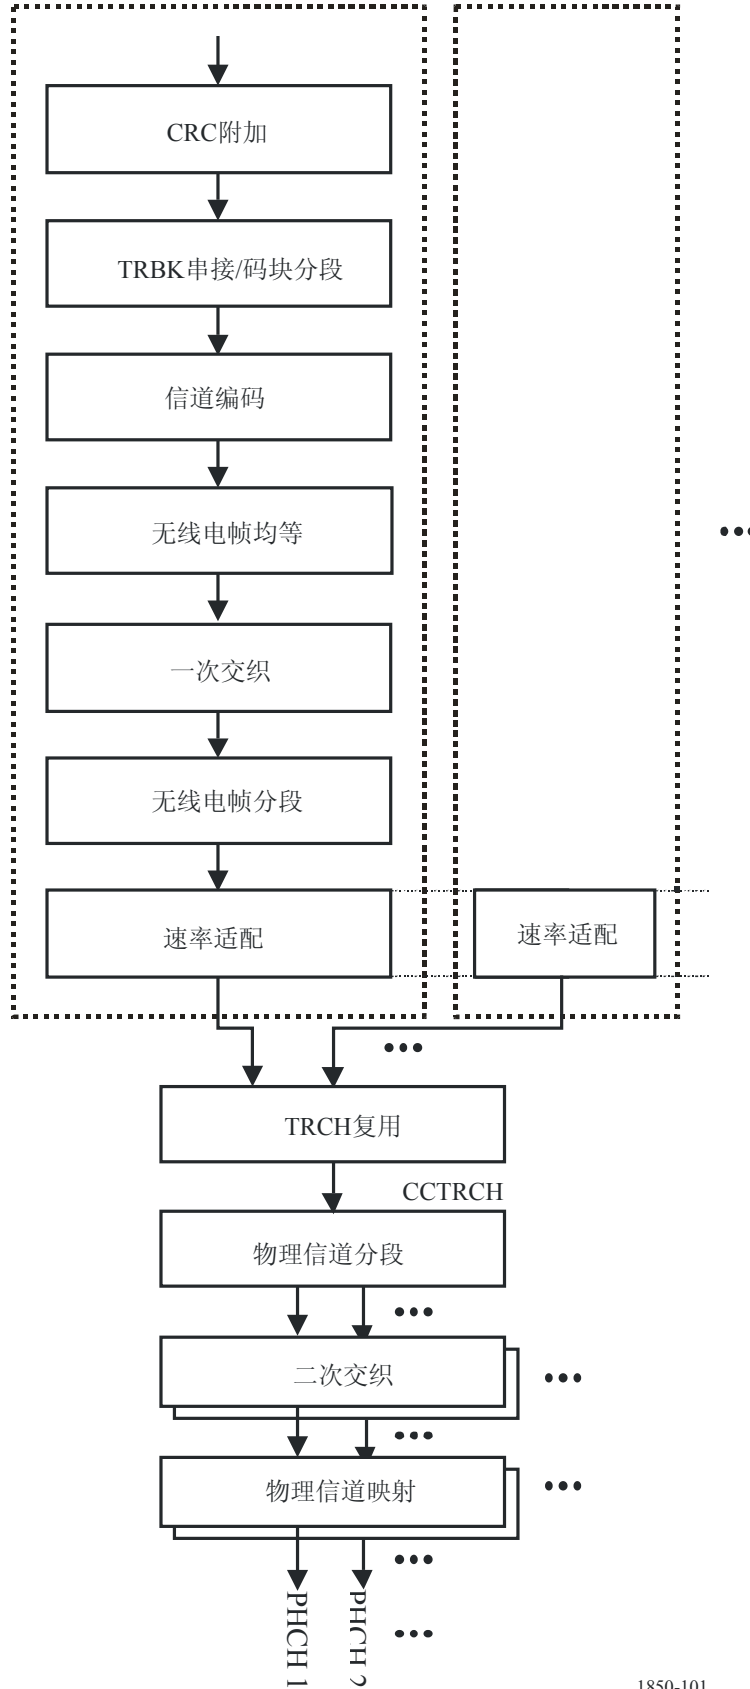 CRC附加
TRBK串接/码块分段
信道编码
无线电帧均等
一次交织
无线电帧分段
速率适配
速率适配
TRCH复用
CCTRCH
物理信道分段
二次交织
物理信道映射
PHCH 1
PHCH 2
1850-101